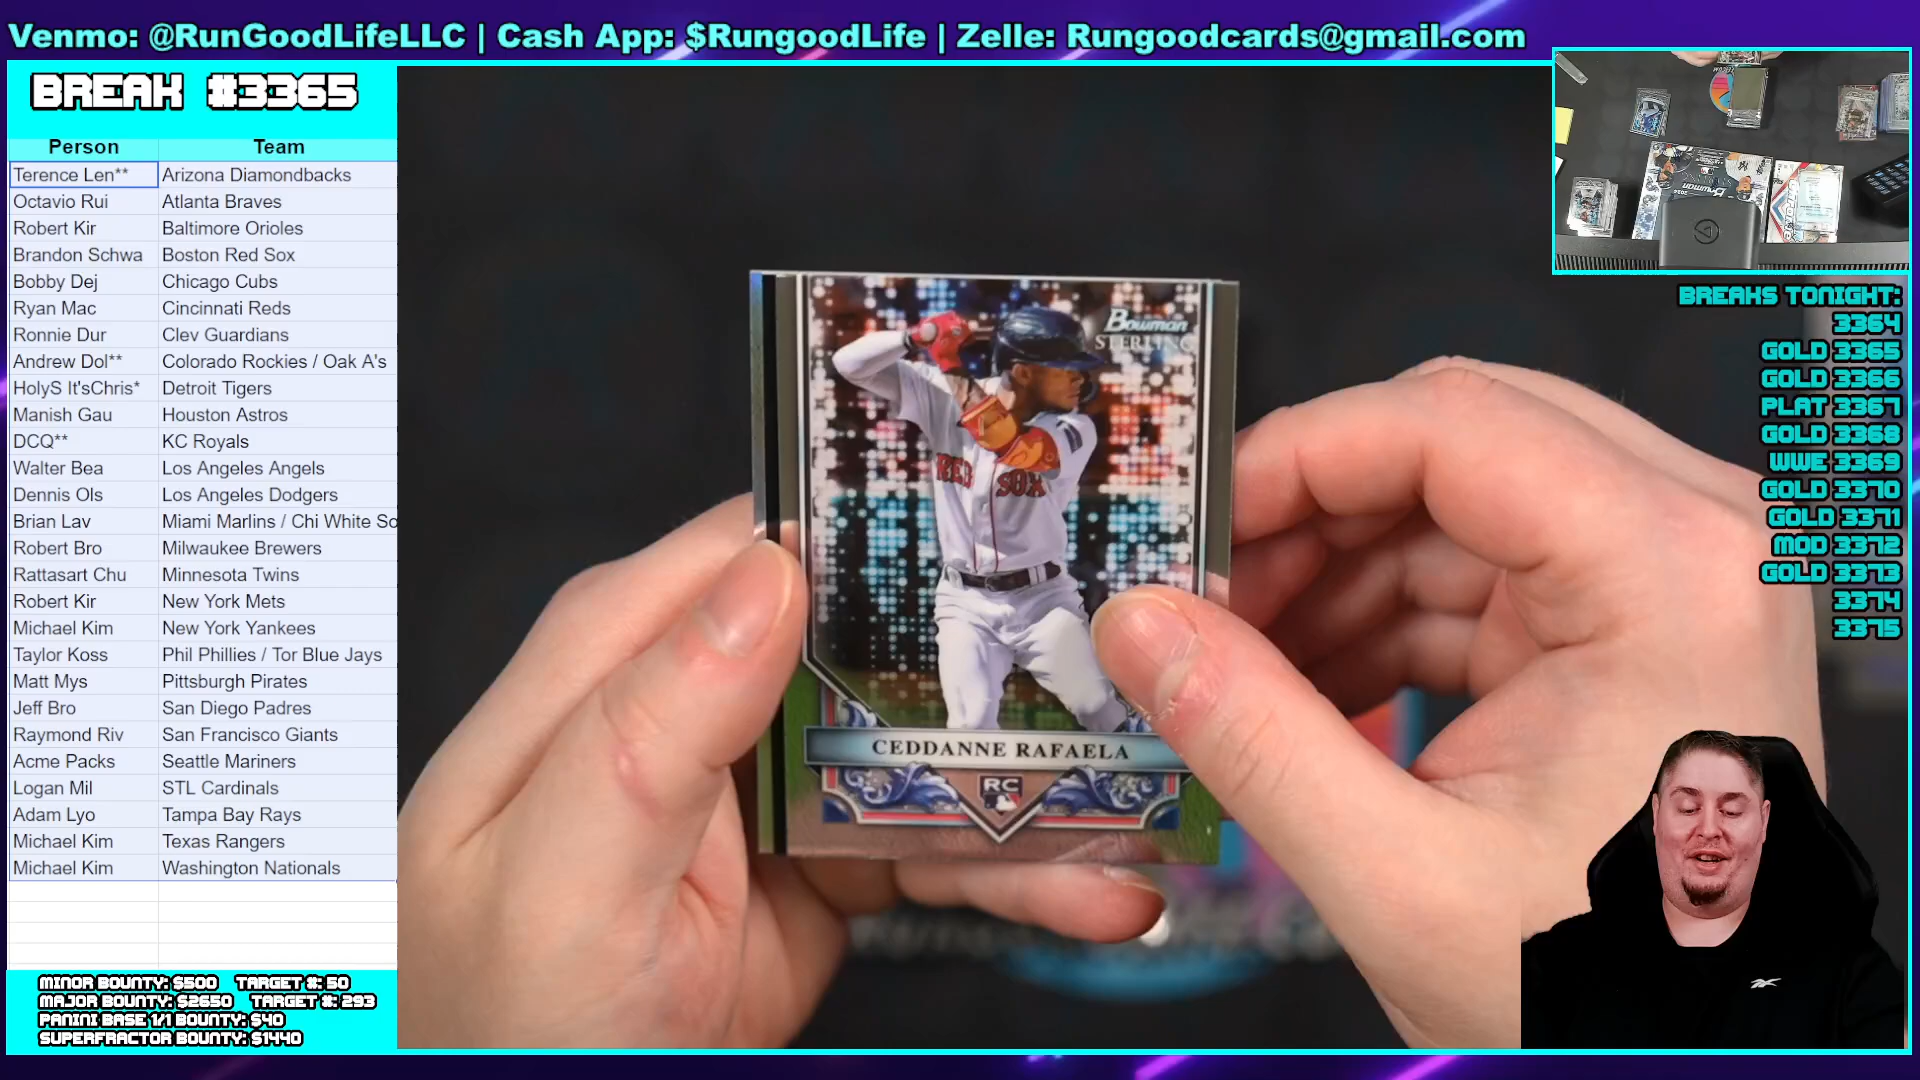 Venmo: @RunGoodLifeLLC | Cash App: $RungoodLife | Zelle: Rungoodcards@gmail.com
BREAK #3365
Person Team
Terence Len** Arizona Diamondbacks
Octavio Rui Atlanta Braves
Robert Kir Baltimore Orioles
Brandon Schwa Boston Red Sox
Bobby Dej Chicago Cubs
Ryan Mac Cincinnati Reds
Ronnie Dur Clev Guardians
Andrew Dol** Colorado Rockies / Oak A's
HolyS It'sChris* Detroit Tigers
Manish Gau Houston Astros
DCQ** KC Royals
Walter Bea Los Angeles Angels
Dennis Ols Los Angeles Dodgers
Brian Lav Miami Marlins / Chi White So
Robert Bro Milwaukee Brewers
Rattasart Chu Minnesota Twins
Robert Kir New York Mets
Michael Kim New York Yankees
Taylor Koss Phil Phillies / Tor Blue Jays
Matt Mys Pittsburgh Pirates
Jeff Bro San Diego Padres
Raymond Riv San Francisco Giants
Acme Packs Seattle Mariners
Logan Mil STL Cardinals
Adam Lyo Tampa Bay Rays
Michael Kim Texas Rangers
Michael Kim Washington Nationals
MINOR BOUNTY: $500 TARGET #: 50
MAJOR BOUNTY: $2650 TARGET #: 293
PANINI BASE 1/1 BOUNTY: $40
SUPERFRACTOR BOUNTY: $1440
Bowman
STERLING
RED SOX
CEDDANNE RAFAELA
RC
BREAKS TONIGHT:
3364
GOLD 3365
GOLD 3366
PLAT 3367
GOLD 3368
WWE 3369
GOLD 3370
GOLD 3371
MOD 3372
GOLD 3373
3374
3375